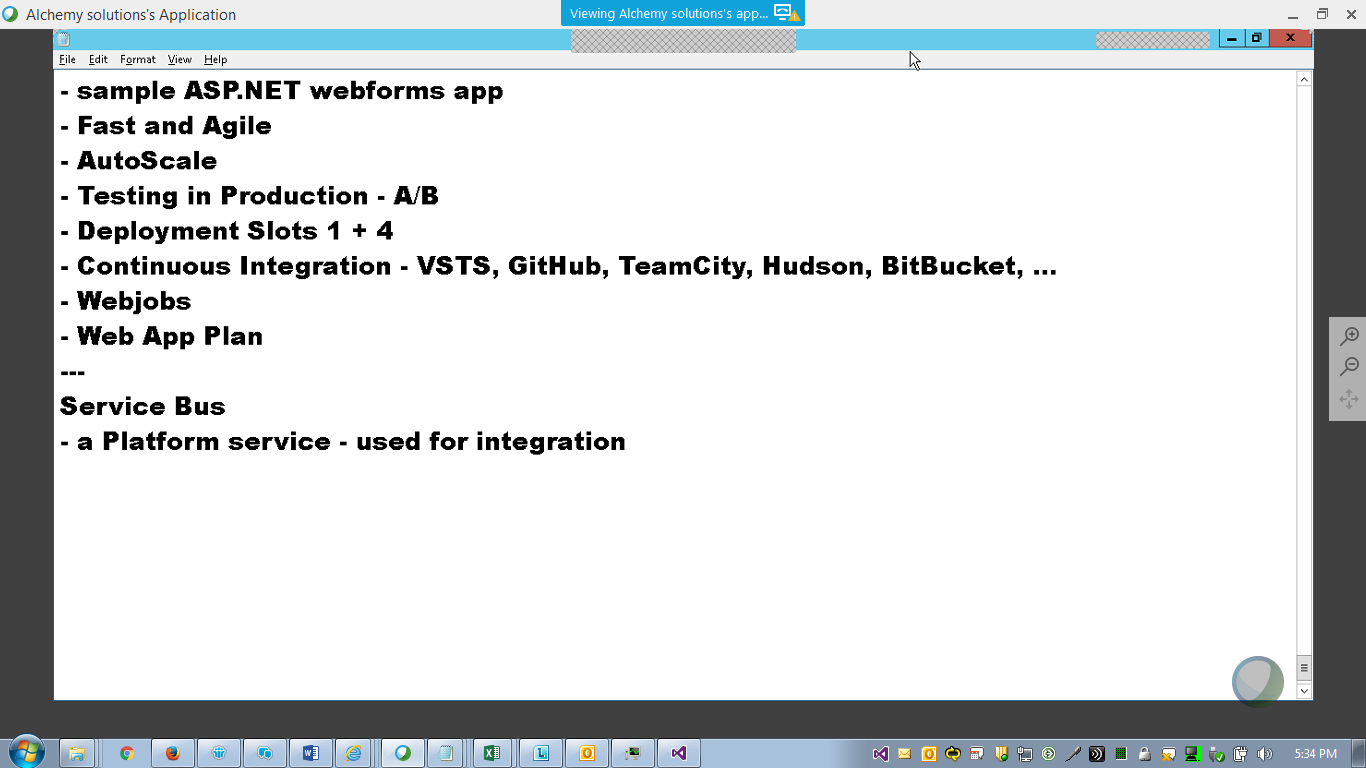 Alchemy solutions's Application
Viewing Alchemy solutions's app...
File Edit Format View Help
- sample ASP.NET webforms app
- Fast and Agile
- AutoScale
- Testing in Production - A/B
- Deployment Slots 1 + 4
- Continuous Integration - VSTS, GitHub, TeamCity, Hudson, BitBucket, ...
- Webjobs
- Web App Plan
---
Service Bus
- a Platform service - used for integration
5:34 PM